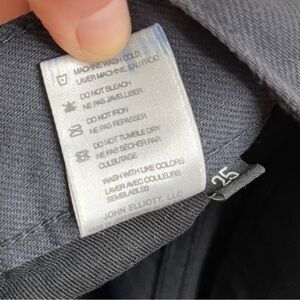 MACHINE WASH COLD
LAVER MACHINE, EAU FROID
DO NOT BLEACH
NE PAS JAVELLISER
DO NOT IRON
NE PAS REPASSER
DO NOT TUMBLE DRY
NE PAS SÉCHER PAR
CULBUTAGE
WASH WITH LIKE COLORS
LAVER AVEC COULEURS
SEMBLABLES
JOHN ELLIOTT, LLC
25